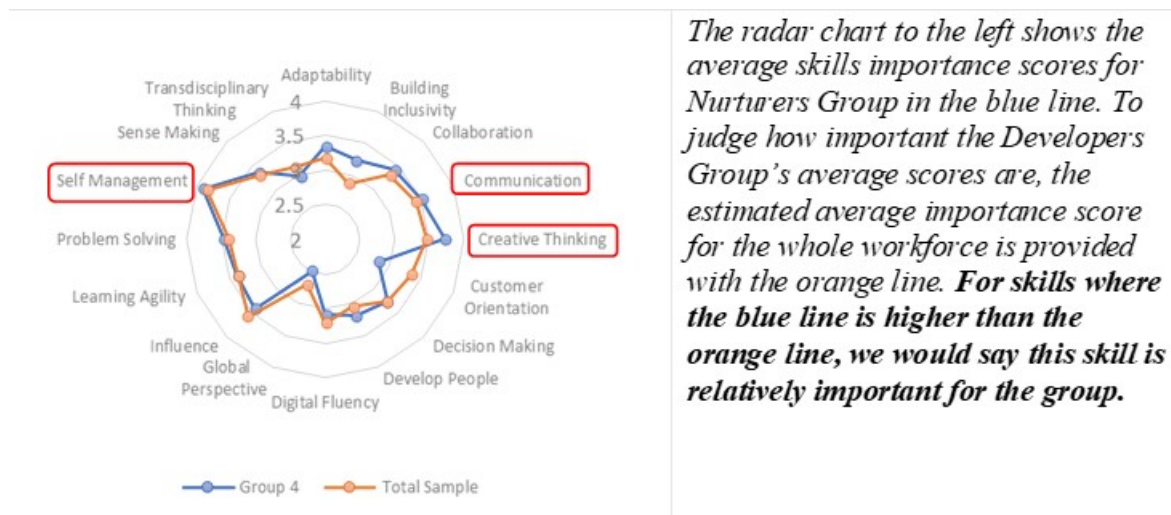 Adaptability
Building
Inclusivity
Collaboration
Communication
Creative Thinking
Customer
Orientation
Decision Making
Develop People
Digital Fluency
Global
Perspective
Influence
Learning Agility
Problem Solving
Self Management
Sense Making
Transdisciplinary
Thinking
4
3.5
3
2.5
2
Group 4
Total Sample
The radar chart to the left shows the
average skills importance scores for
Nurturers Group in the blue line. To
judge how important the Developers
Group's average scores are, the
estimated average importance score
for the whole workforce is provided
with the orange line. For skills where
the blue line is higher than the
orange line, we would say this skill is
relatively important for the group.